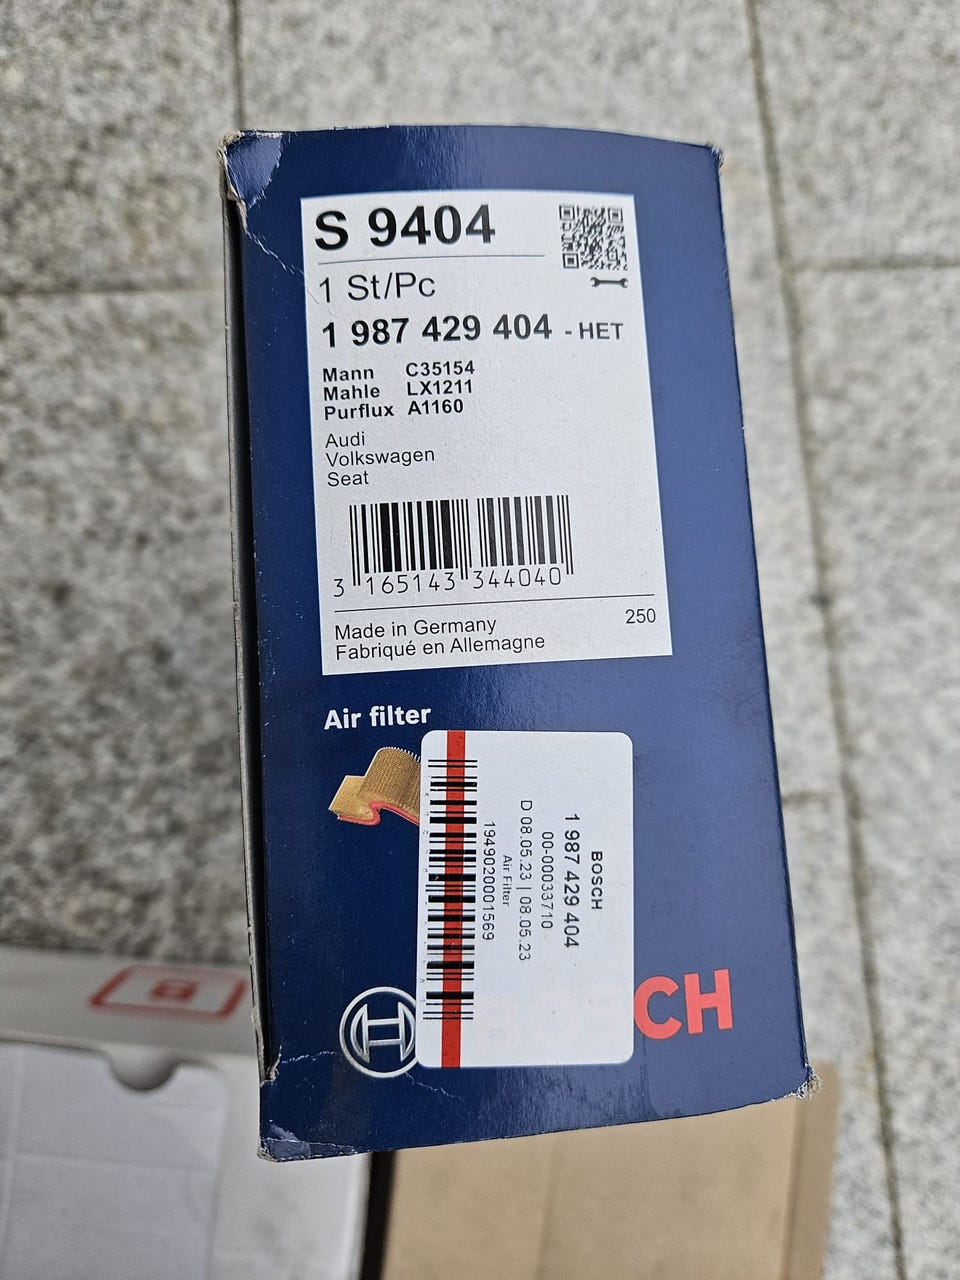 S 9404
1 St/Pc
1 987 429 404 - HET
Mann C35154
Mahle LX1211
Purflux A1160
Audi
Volkswagen
Seat
3 165143 344040
Made in Germany
Fabriqué en Allemagne
250
Air filter
BOSCH
1 987 429 404
00-00033710
D 08.05.23 | 08.05.23
Air Filter
1949020001569
CH